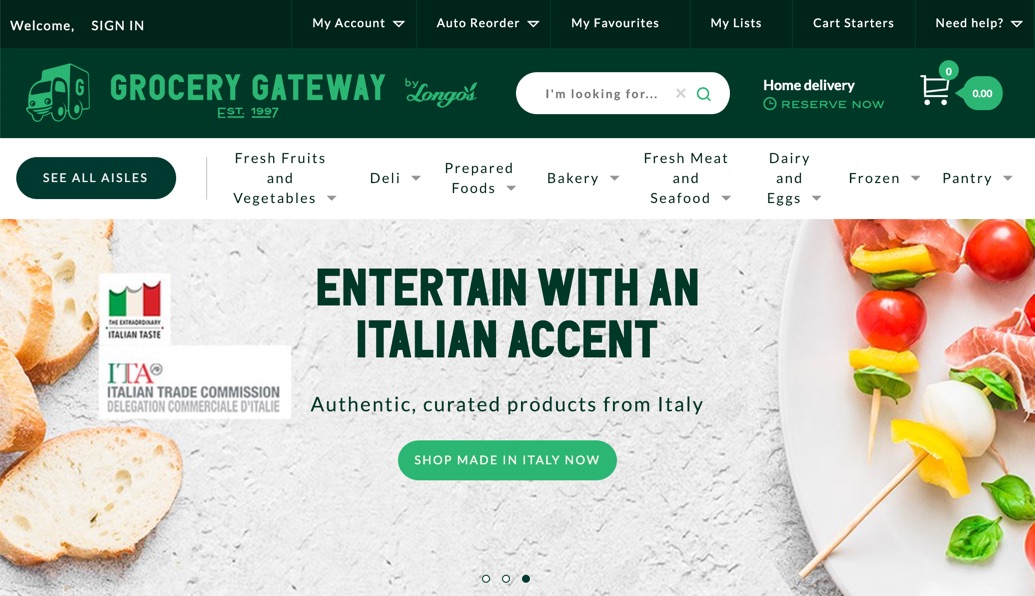 Welcome, SIGN IN
My Account
Auto Reorder
My Favourites
My Lists
Cart Starters
Need help?
G
GROCERY GATEWAY
EST. 1997
by
Longo's
I'm looking for...
Home delivery
RESERVE NOW
0
0.00
SEE ALL AISLES
Fresh Fruits
and
Vegetables
Deli
Prepared
Foods
Bakery
Fresh Meat
and
Seafood
Dairy
and
Eggs
Frozen
Pantry
THE EXTRAORDINARY
ITALIAN TASTE
ITA
ITALIAN TRADE COMMISSION
DELEGATION COMMERCIALE D'ITALIE
ENTERTAIN WITH AN
ITALIAN ACCENT
Authentic, curated products from Italy
SHOP MADE IN ITALY NOW